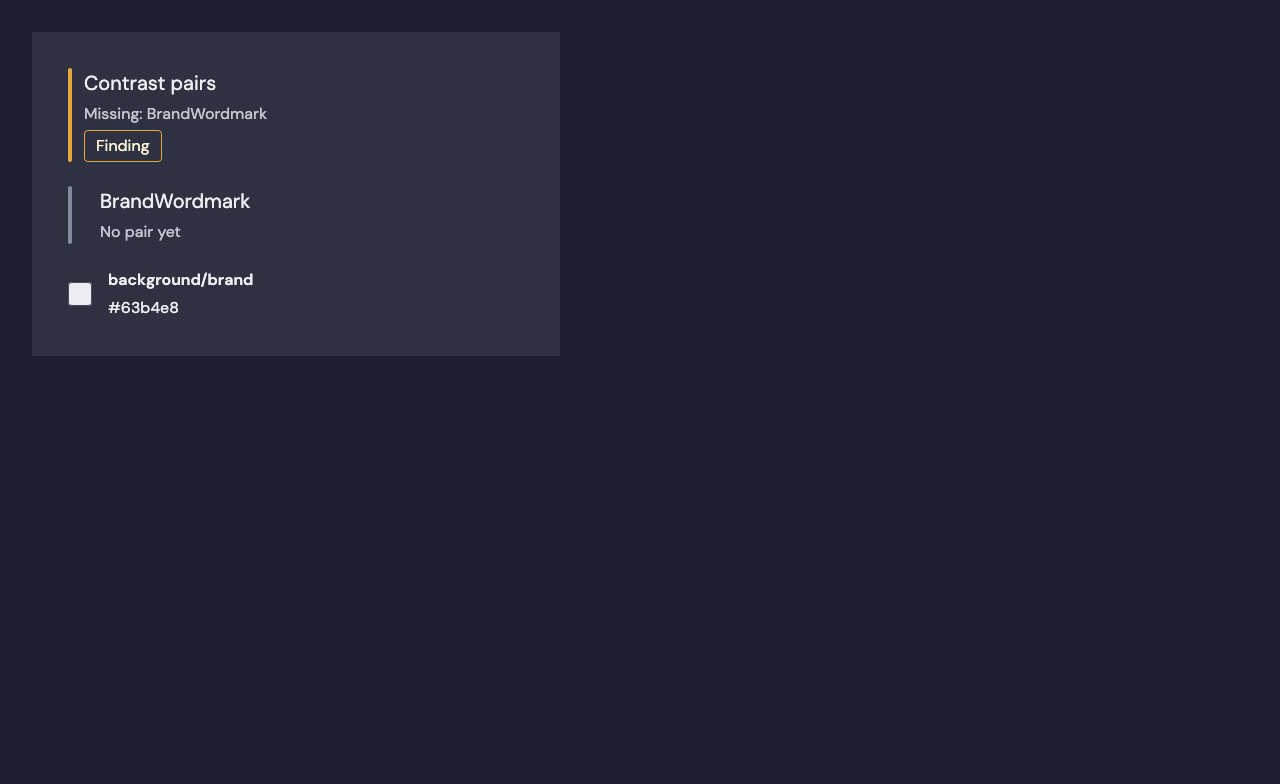 Contrast pairs
Missing: BrandWordmark
Finding
BrandWordmark
No pair yet
background/brand
#63b4e8